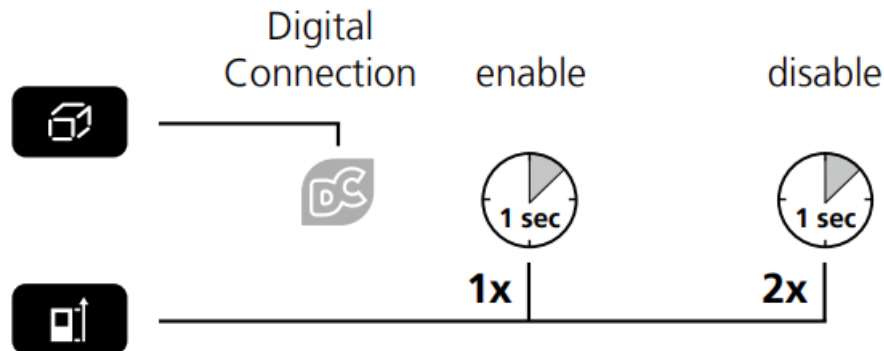 Digital
Connection
enable
disable
DC
1 sec
1 sec
1x
2x